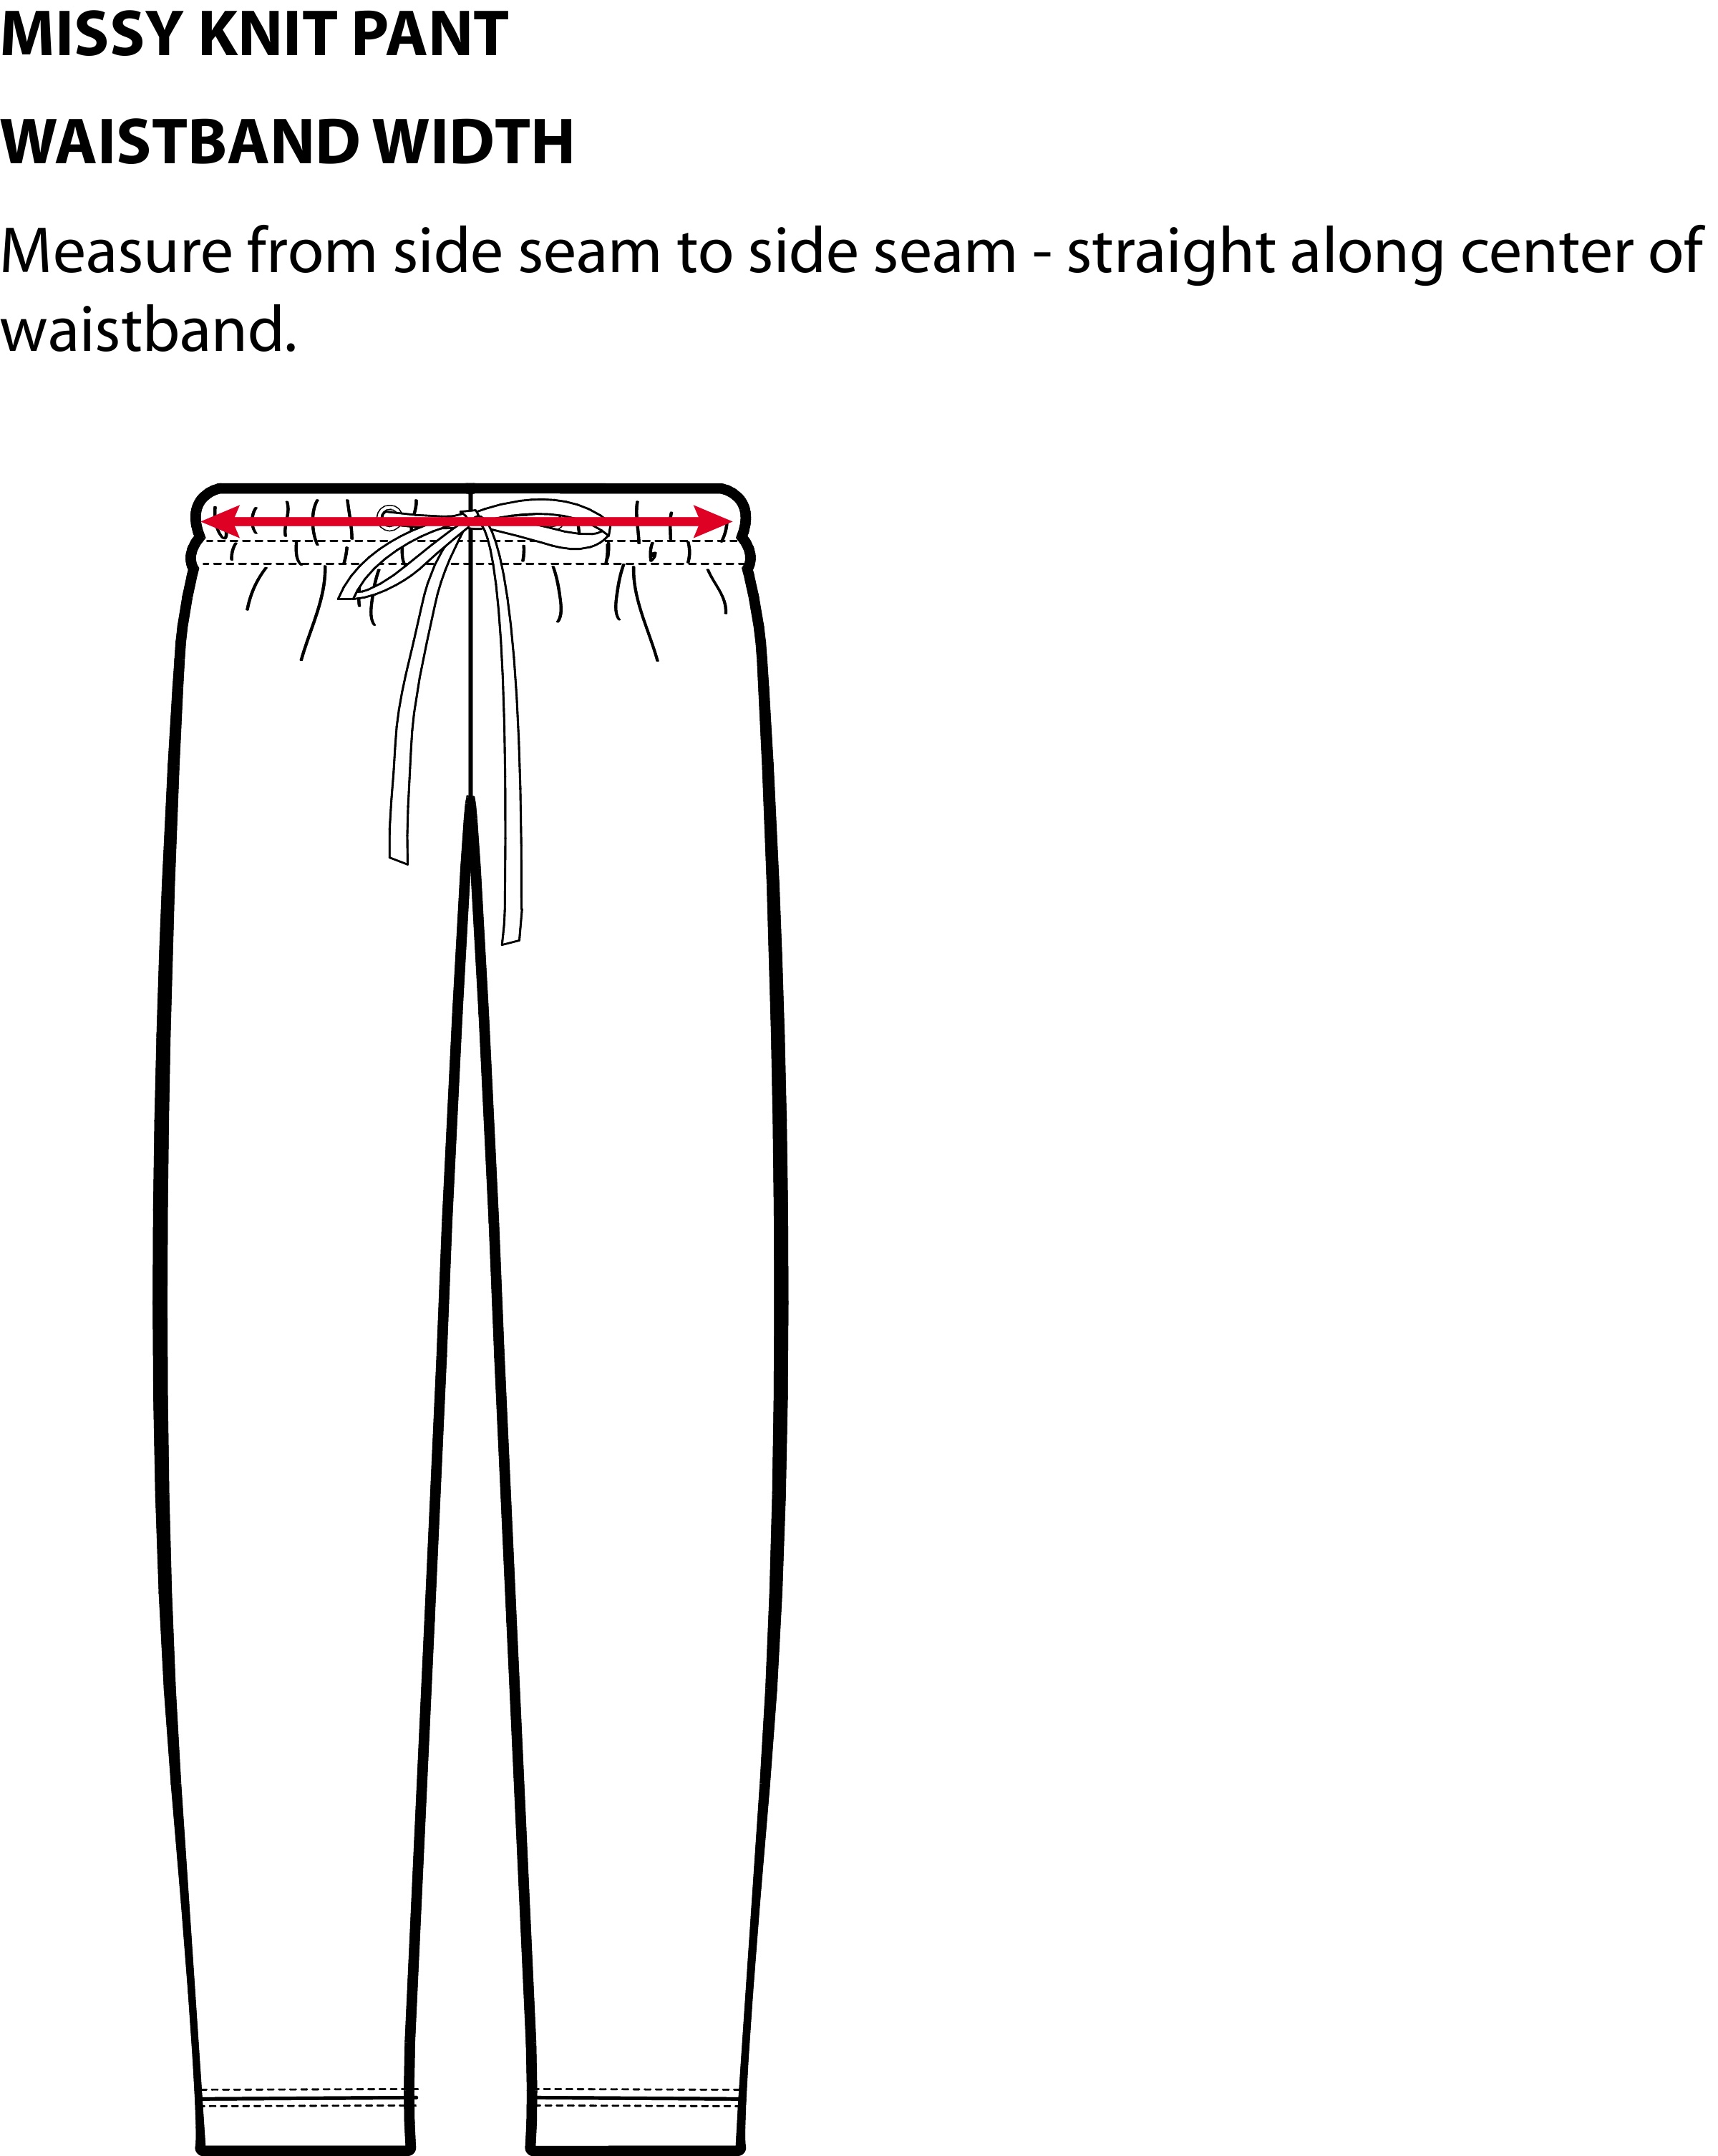 MISSY KNIT PANT
WAISTBAND WIDTH
Measure from side seam to side seam - straight along center of
waistband.